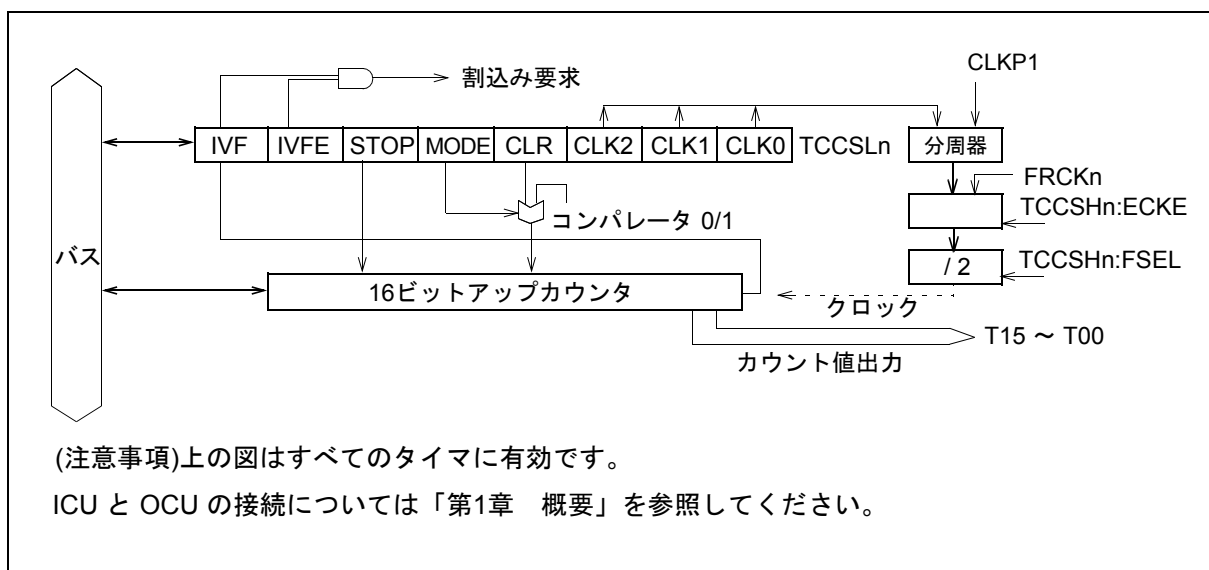 CLKP1
割込み要求
IVF IVFE STOP MODE CLR CLK2 CLK1 CLK0 TCCSLn 分周器
FRCKn
TCCSHn:ECKE
コンパレータ 0/1
バス
/ 2
TCCSHn:FSEL
16ビットアップカウンタ
クロック
T15 ～ T00
カウント値出力
(注意事項)上の図はすべてのタイマに有効です。
ICU と OCU の接続については「第1章　概要」を参照してください。